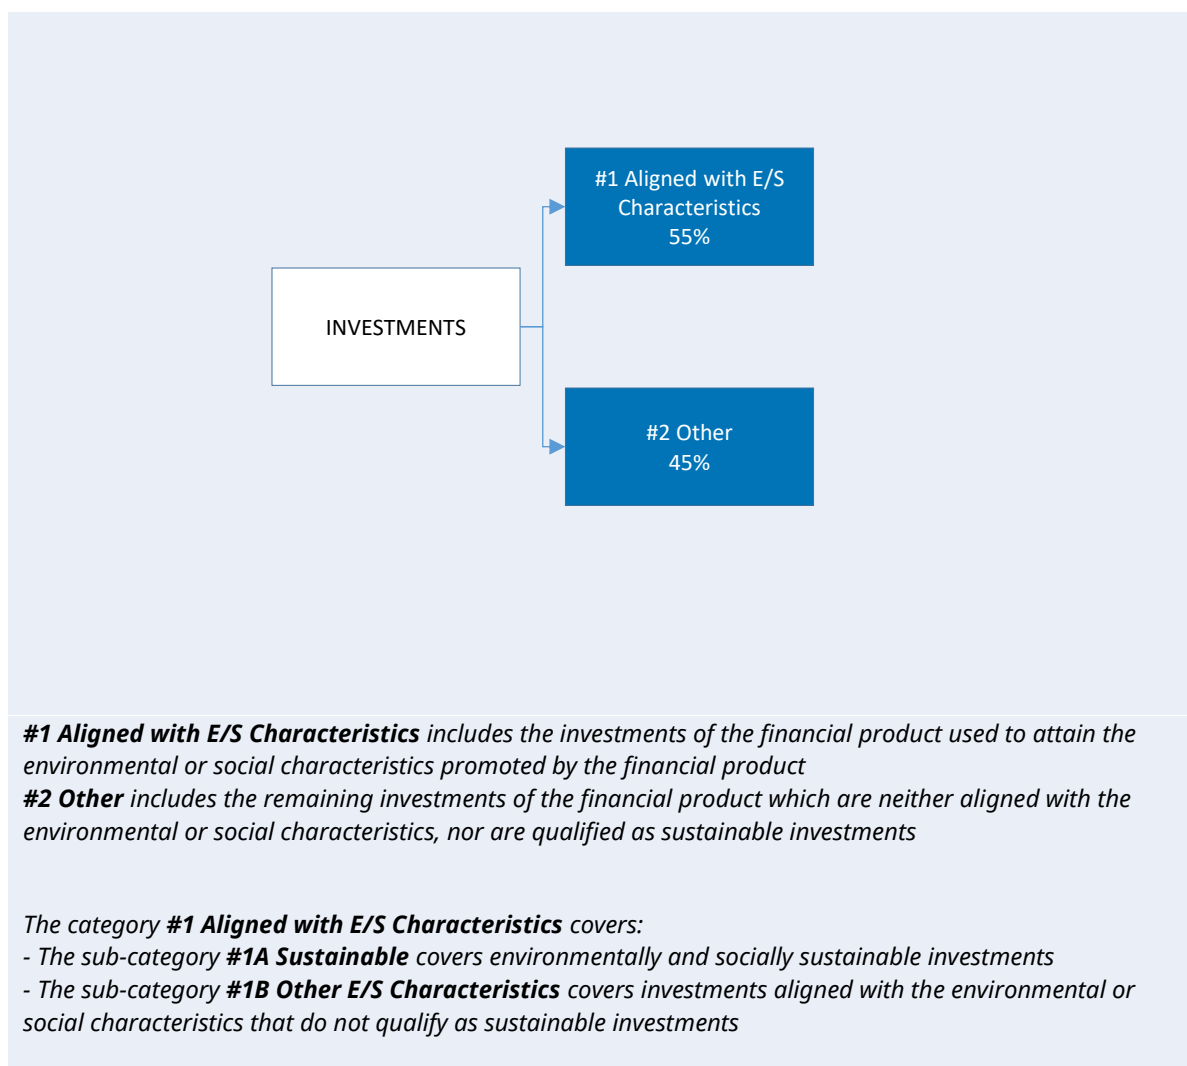 #1 Aligned with E/S
Characteristics
55%
INVESTMENTS
#2 Other
45%
#1 Aligned with E/S Characteristics includes the investments of the financial product used to attain the
environmental or social characteristics promoted by the financial product
#2 Other includes the remaining investments of the financial product which are neither aligned with the
environmental or social characteristics, nor are qualified as sustainable investments
The category #1 Aligned with E/S Characteristics covers:
- The sub-category #1A Sustainable covers environmentally and socially sustainable investments
- The sub-category #1B Other E/S Characteristics covers investments aligned with the environmental or
social characteristics that do not qualify as sustainable investments